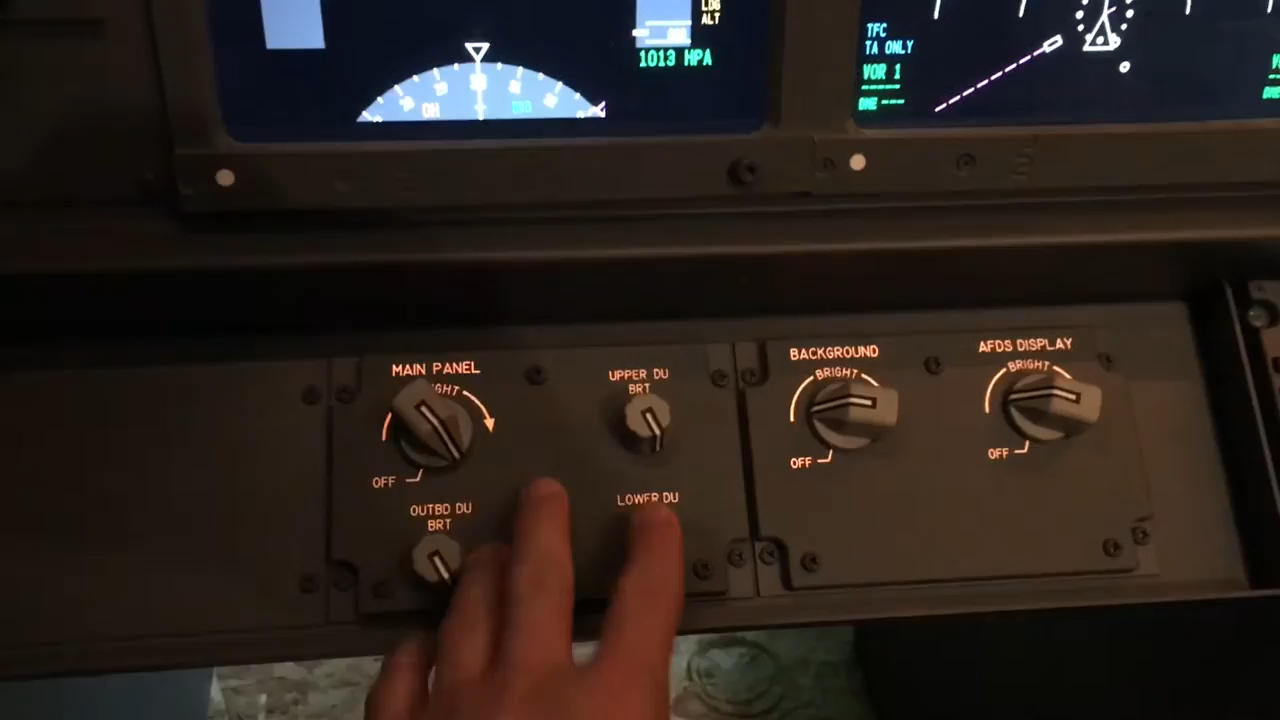 LDG
ALT
1013 HPA
TFC
TA ONLY
VOR 1
DME ---
MAIN PANEL
OFF
UPPER DU
BRT
BACKGROUND
BRIGHT
OFF
AFDS DISPLAY
BRIGHT
OFF
OUTBD DU
BRT
LOWER DU